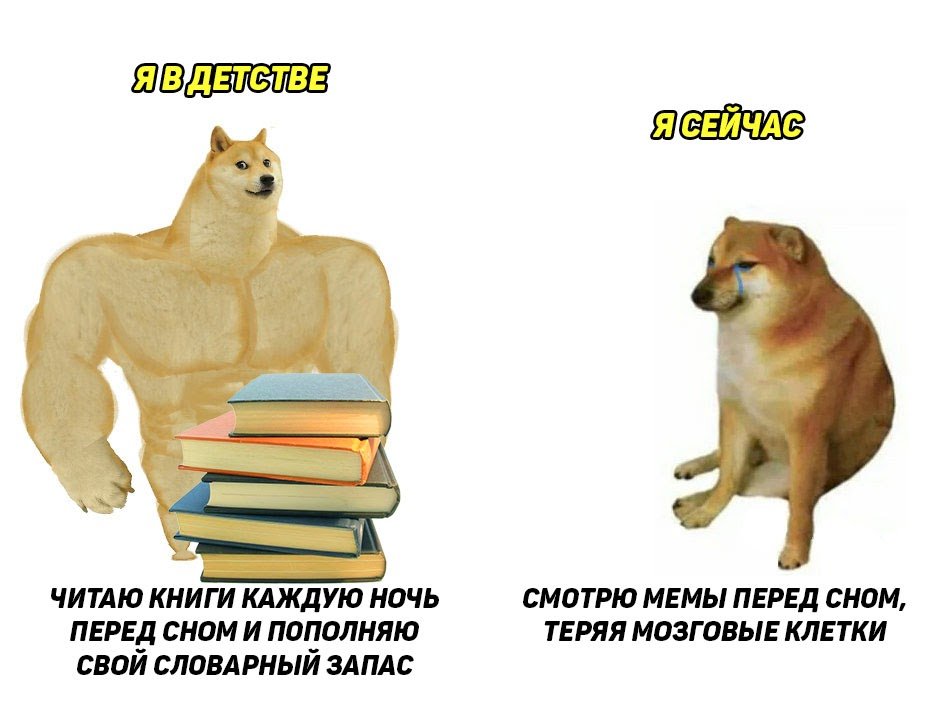 Я В ДЕТСТВЕ
Я СЕЙЧАС
ЧИТАЮ КНИГИ КАЖДУЮ НОЧЬ
ПЕРЕД СНОМ И ПОПОЛНЯЮ
СВОЙ СЛОВАРНЫЙ ЗАПАС
СМОТРЮ МЕМЫ ПЕРЕД СНОМ,
ТЕРЯЯ МОЗГОВЫЕ КЛЕТКИ